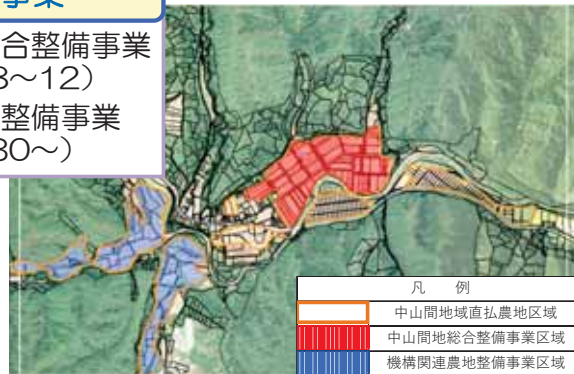 事業
合整備事業
8～12）
整備事業
30～）
凡 例
中山間地域直払農地区域
中山間地総合整備事業区域
機構関連農地整備事業区域